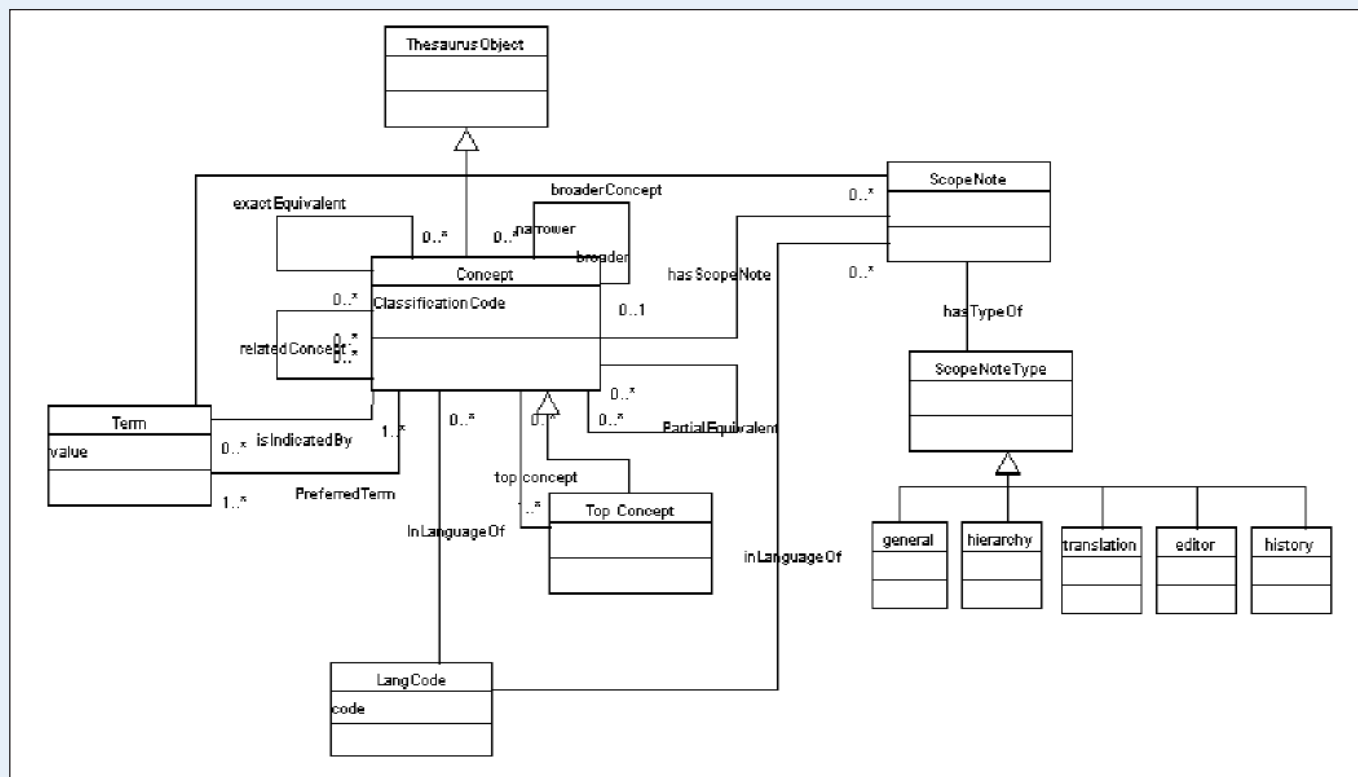 ThesaurusObject
ScopeNote
broaderConcept
0..*
exactEquivalent
0..*
0..*
narrower
broader
Concept
hasScopeNote
0..*
0..*
ClassificationCode
0..1
hasTypeOf
0..*
relatedConcept
0..*
ScopeNoteType
0..*
Term
0..*
0..*
0..*
PartialEquivalent
1..*
value
0..*
isIndicatedBy
top concept
PreferredTerm
1..*
1..*
Top Concept
InLanguageOf
inLanguageOf
general
hierarchy
translation
editor
history
LangCode
code